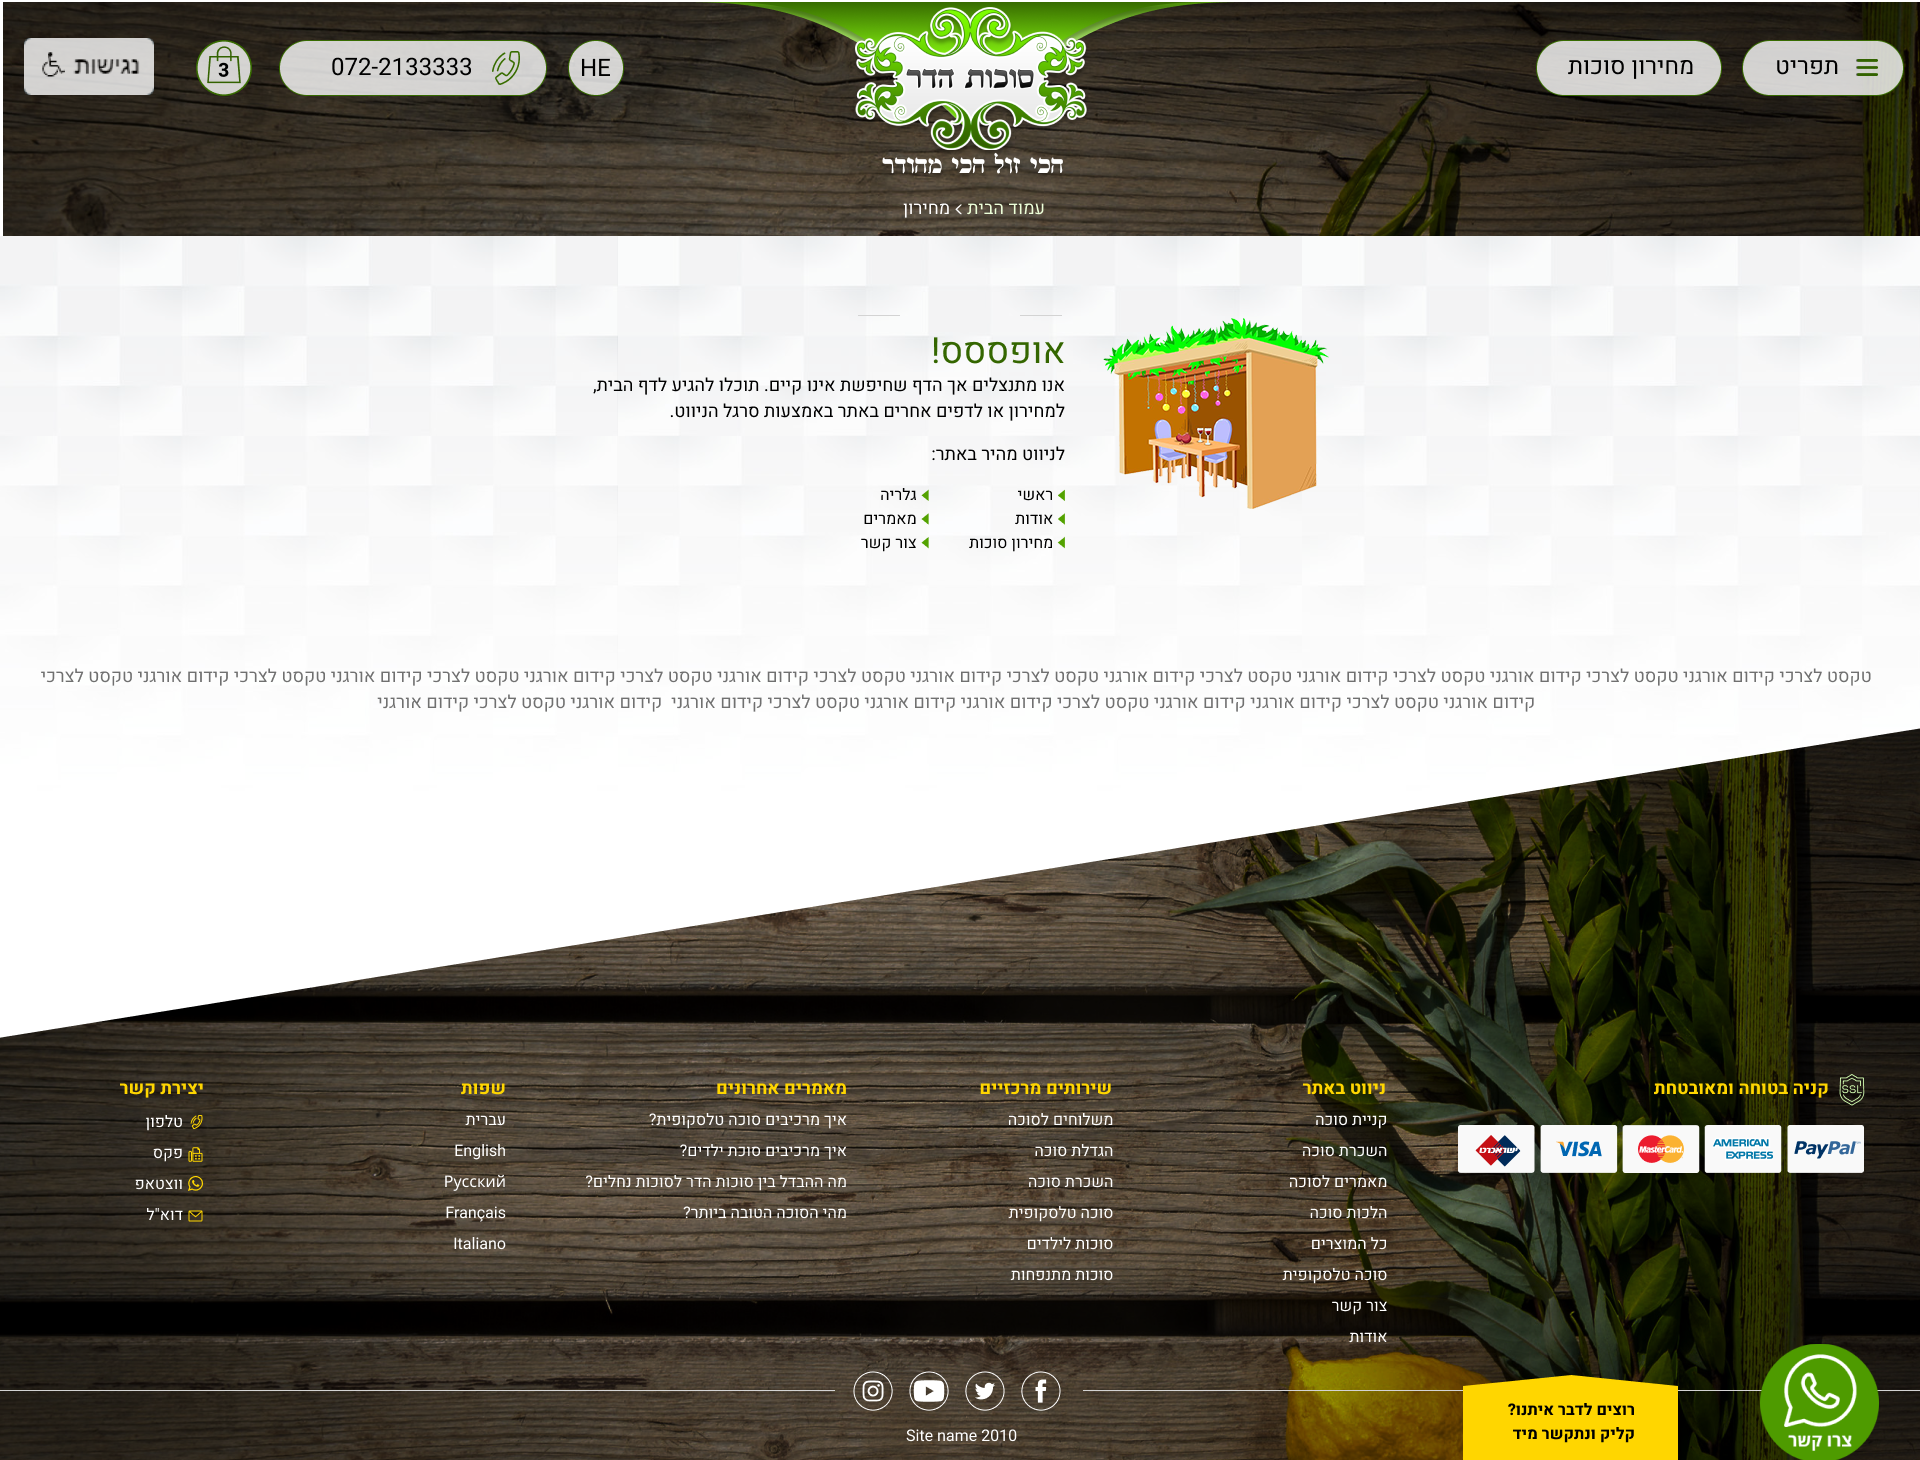 תפריט
מחירון סוכות
סוכות הדר
הכי זול הכי מהודר
HE
072-2133333
3
נגישות
עמוד הבית > מחירון
אופססס!
אנו מתנצלים אך הדף שחיפשת אינו קיים. תוכלו להגיע לדף הבית,
למחירון או לדפים אחרים באתר באמצעות סרגל הניווט.
לניווט מהיר באתר:
ראשי
אודות
מחירון סוכות
גלריה
מאמרים
צור קשר
טקסט לצרכי קידום אורגני טקסט לצרכי קידום אורגני טקסט לצרכי קידום אורגני טקסט לצרכי קידום אורגני טקסט לצרכי קידום אורגני טקסט לצרכי קידום אורגני טקסט לצרכי קידום אורגני טקסט לצרכי קידום אורגני טקסט לצרכי קידום אורגני טקסט לצרכי
קידום אורגני טקסט לצרכי קידום אורגני קידום אורגני טקסט לצרכי קידום אורגני קידום אורגני טקסט לצרכי קידום אורגני  קידום אורגני טקסט לצרכי קידום אורגני
קניה בטוחה ומאובטחת
SSL
PayPal
AMERICAN
EXPRESS
MasterCard
VISA
ישראכרט
ניווט באתר
קניית סוכה
השכרת סוכה
מאמרים לסוכה
הלכות סוכה
כל המוצרים
סוכה טלסקופית
צור קשר
אודות
שירותים מרכזיים
משלוחים לסוכה
הגדלת סוכה
השכרת סוכה
סוכה טלסקופית
סוכות לילדים
סוכות מתנפחות
מאמרים אחרונים
איך מרכיבים סוכה טלסקופית?
איך מרכיבים סוכת ילדים?
מה ההבדל בין סוכות הדר לסוכות נחלים?
מהי הסוכה הטובה ביותר?
שפות
עברית
English
Русский
Français
Italiano
יצירת קשר
טלפון
פקס
ווצטאפ
דוא"ל
Site name 2010
רוצים לדבר איתנו?
קליק ונתקשר מיד
צרו קשר